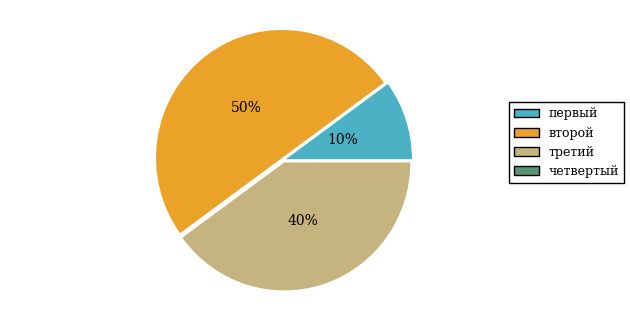 50%
10%
40%
первый
второй
третий
четвертый